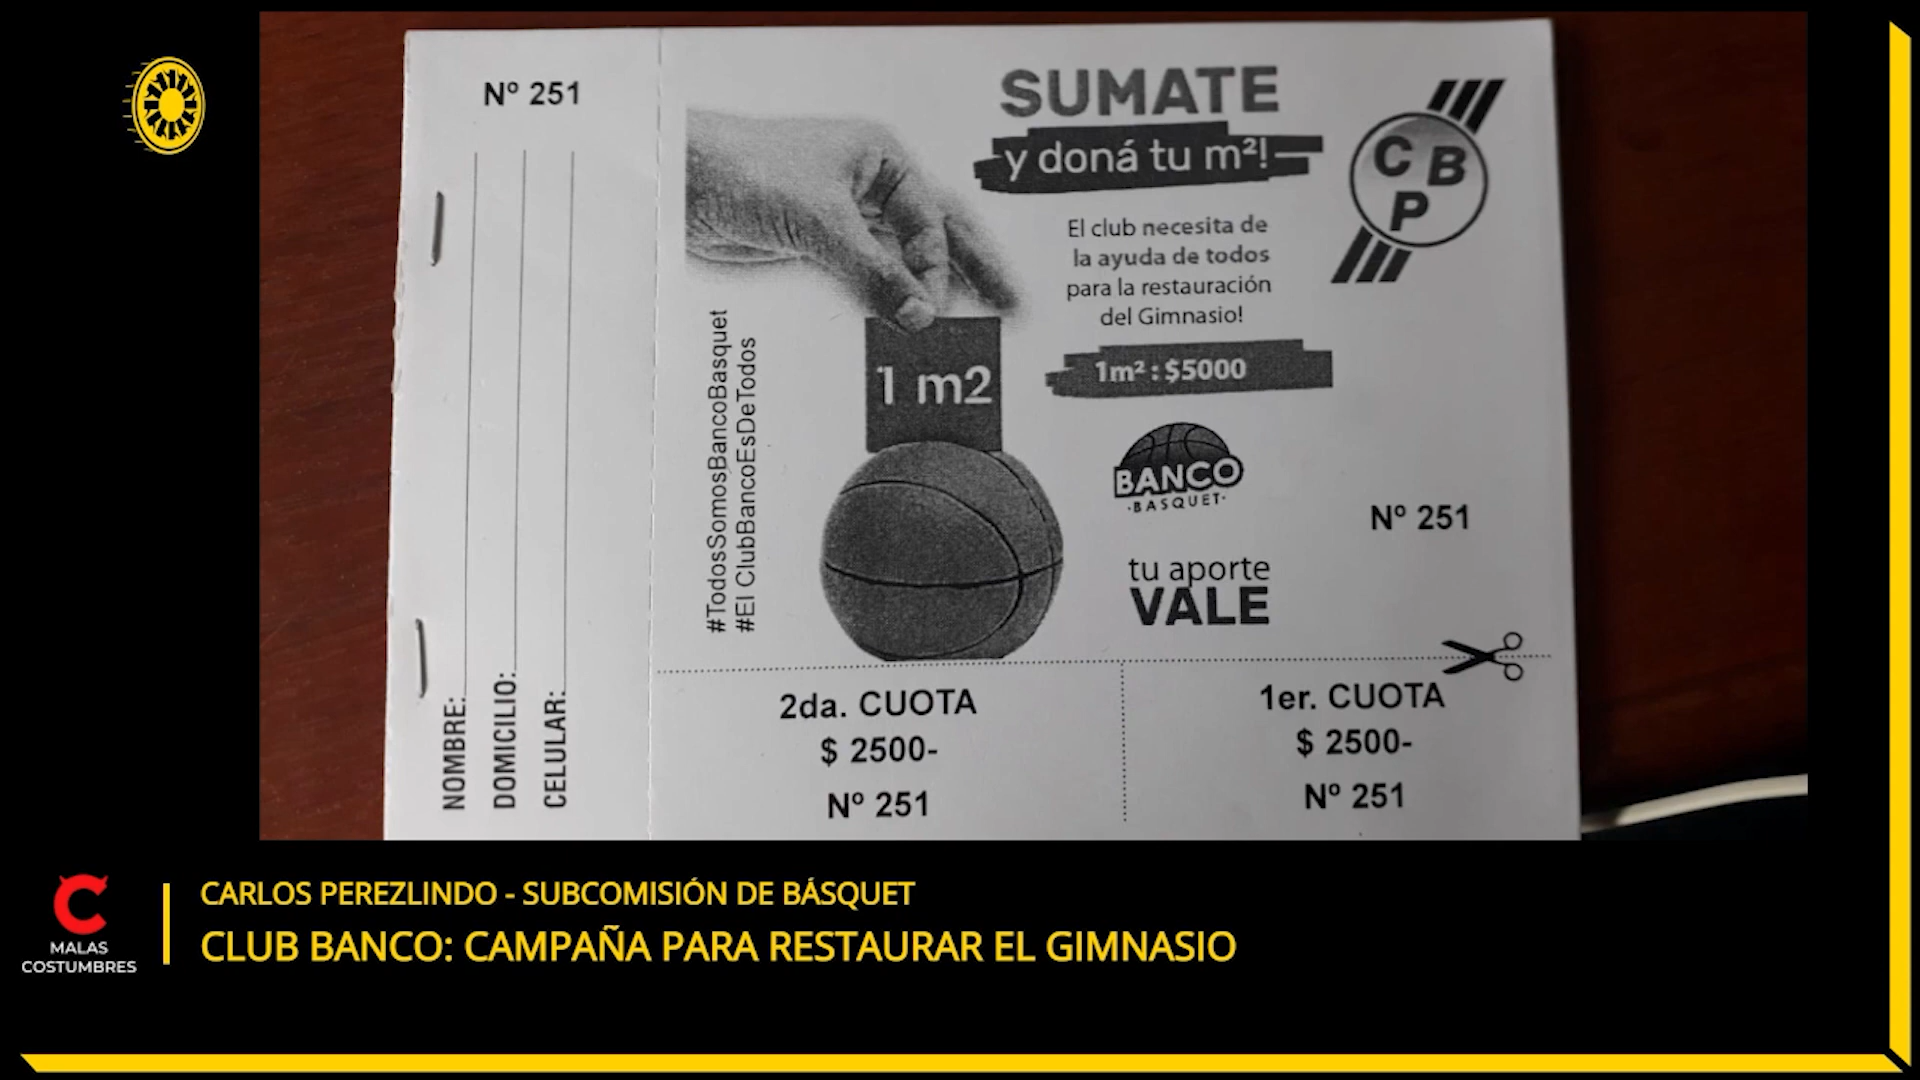 Nº 251
NOMBRE:
DOMICILIO:
CELULAR:
SUMATE
y doná tu m²!
C B
P
El club necesita de
la ayuda de todos
para la restauración
del Gimnasio!
1m² : $5000
1 m2
#TodosSomosBancoBasquet
#El ClubBancoEsDeTodos
BANCO
·BASQUET·
Nº 251
tu aporte
VALE
2da. CUOTA
$ 2500-
Nº 251
1er. CUOTA
$ 2500-
Nº 251
MALAS
COSTUMBRES
CARLOS PEREZLINDO - SUBCOMISIÓN DE BÁSQUET
CLUB BANCO: CAMPAÑA PARA RESTAURAR EL GIMNASIO